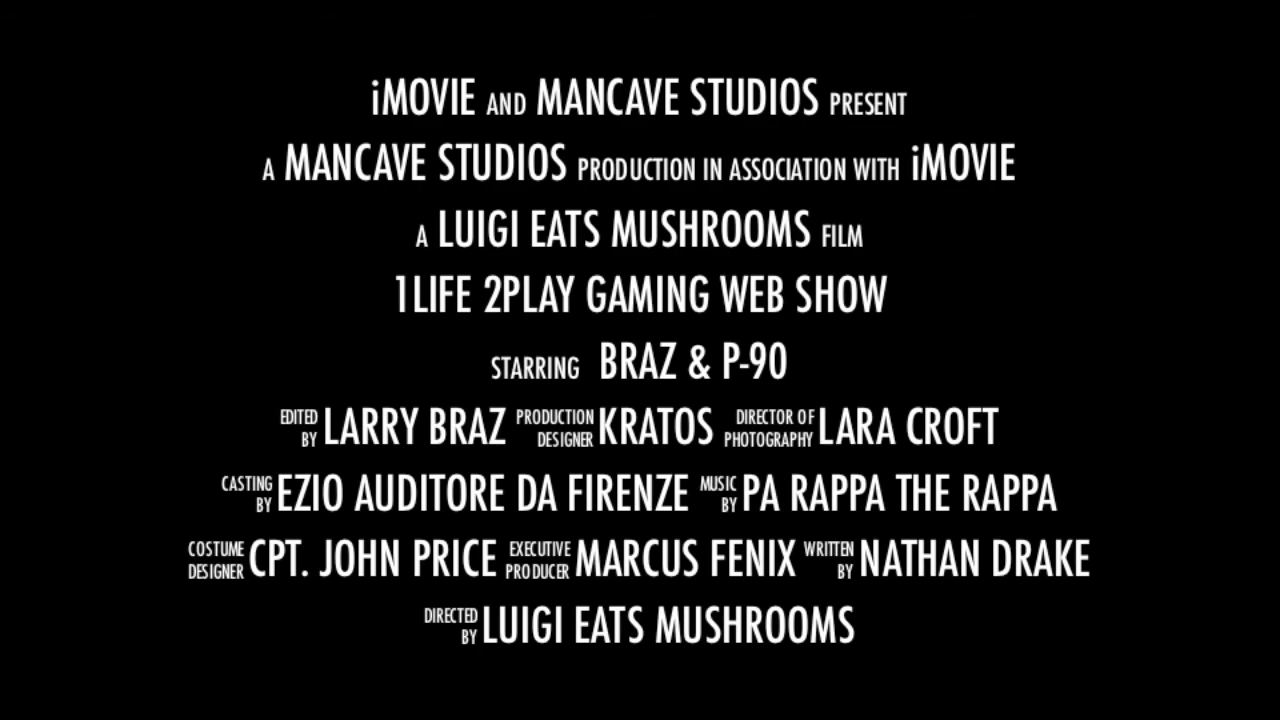 iMOVIE AND MANCAVE STUDIOS PRESENT
A MANCAVE STUDIOS PRODUCTION IN ASSOCIATION WITH iMOVIE
A LUIGI EATS MUSHROOMS FILM
1LIFE 2PLAY GAMING WEB SHOW
STARRING BRAZ & P-90
EDITED BY LARRY BRAZ PRODUCTION DESIGNER KRATOS DIRECTOR OF PHOTOGRAPHY LARA CROFT
CASTING BY EZIO AUDITORE DA FIRENZE MUSIC BY PA RAPPA THE RAPPA
COSTUME DESIGNER CPT. JOHN PRICE EXECUTIVE PRODUCER MARCUS FENIX WRITTEN BY NATHAN DRAKE
DIRECTED BY LUIGI EATS MUSHROOMS